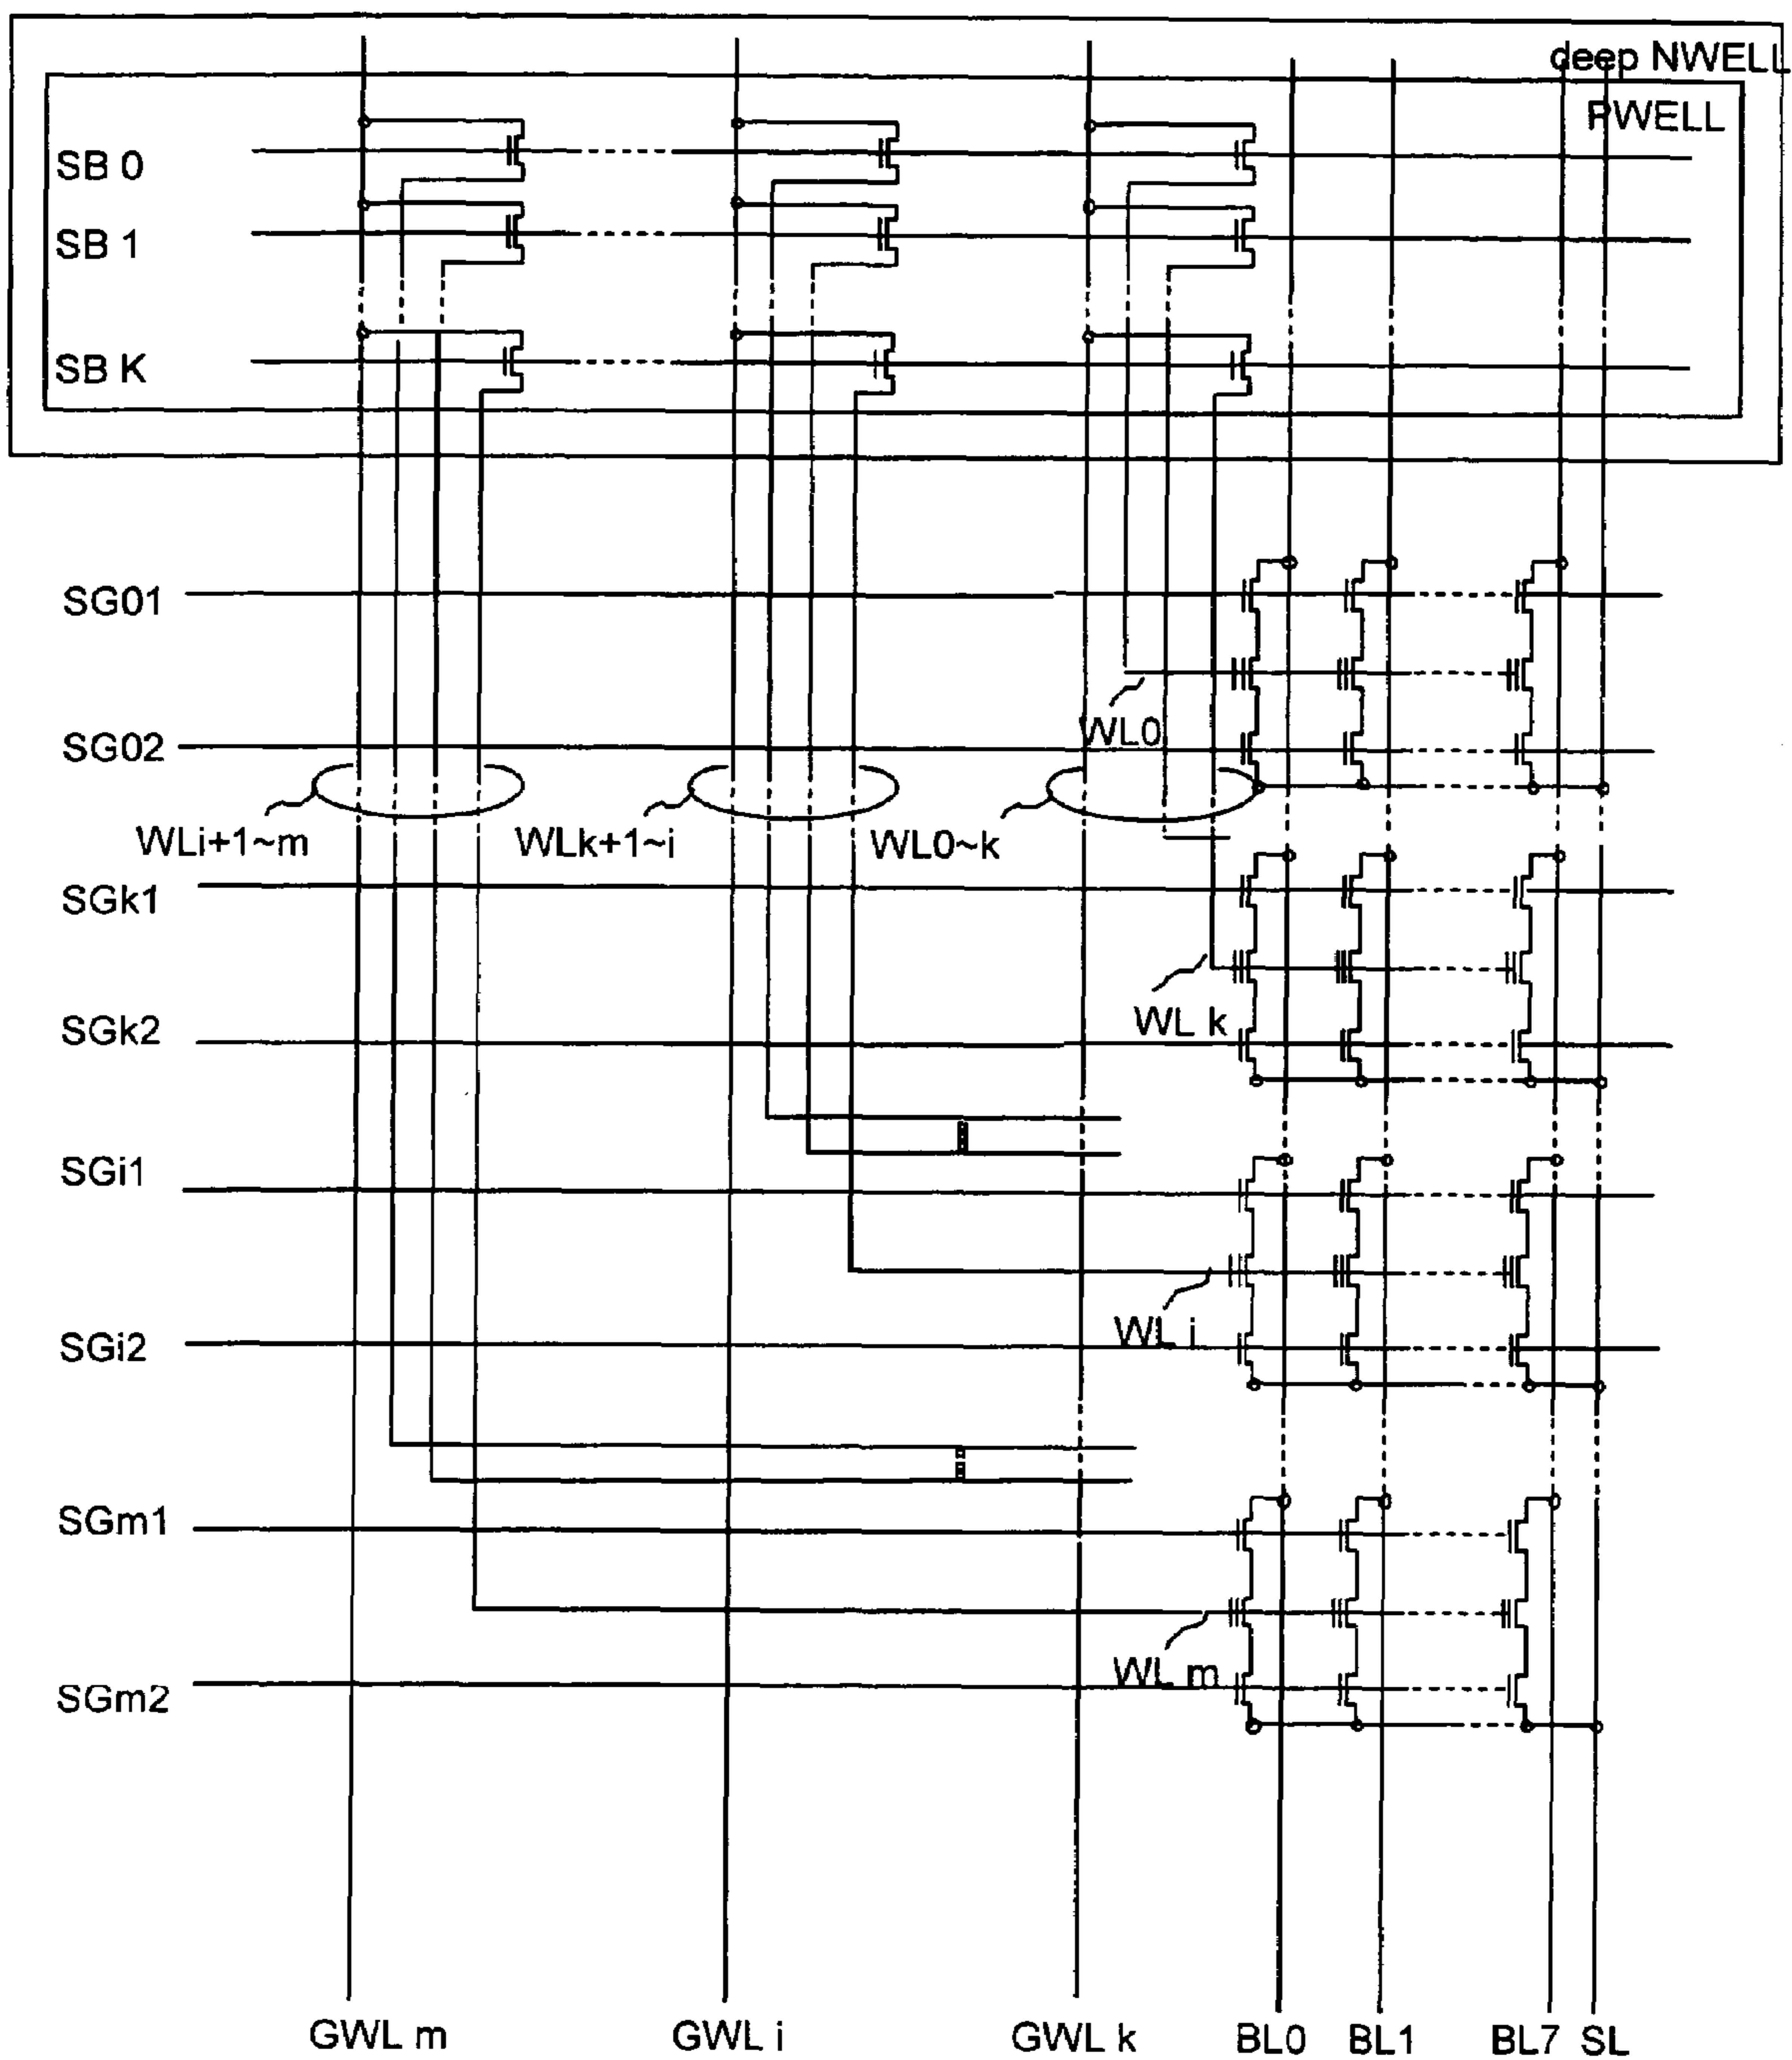 deep NWELL
PWELL
SB 0
SB 1
SB K
SG01
WL0
SG02
WLi+1~m
WLk+1~i
WL0~k
SGk1
WL k
SGk2
SGi1
WL i
SGi2
SGm1
WL m
SGm2
GWL m
GWL i
GWL k
BL0
BL1
BL7
SL